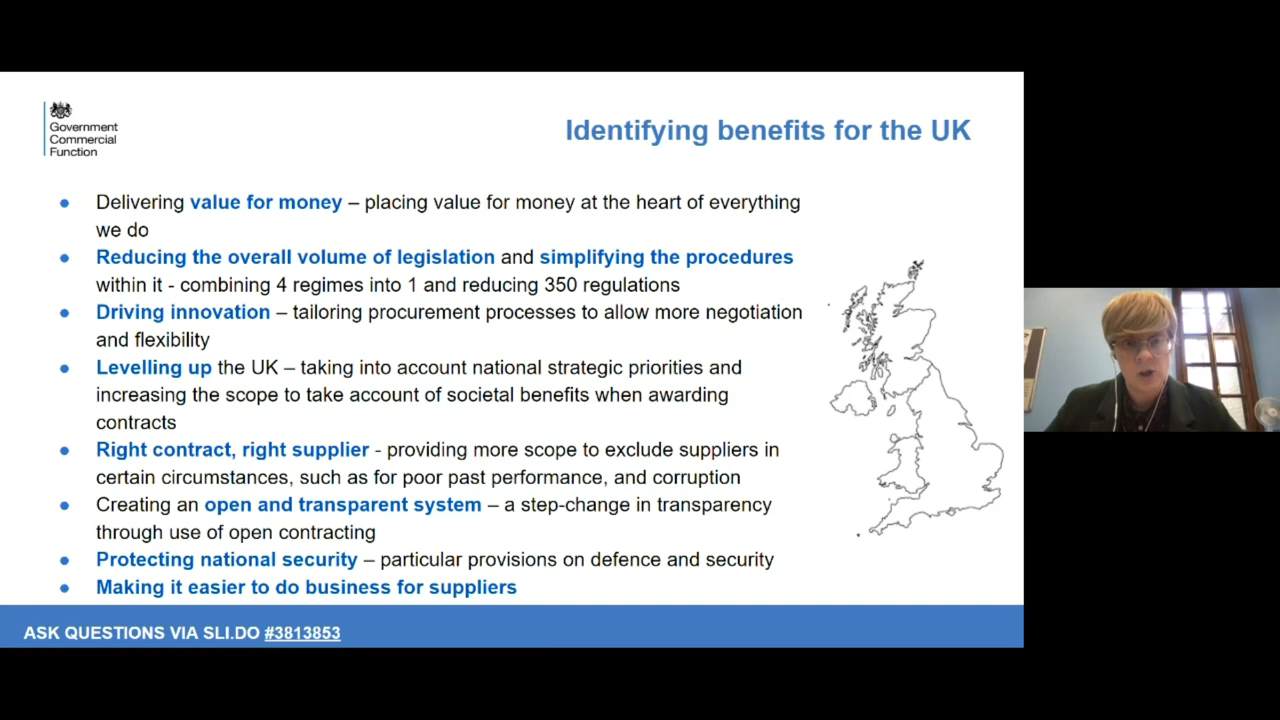 Government
Commercial
Function
Identifying benefits for the UK
● Delivering value for money – placing value for money at the heart of everything
we do
● Reducing the overall volume of legislation and simplifying the procedures
within it - combining 4 regimes into 1 and reducing 350 regulations
● Driving innovation – tailoring procurement processes to allow more negotiation
and flexibility
● Levelling up the UK – taking into account national strategic priorities and
increasing the scope to take account of societal benefits when awarding
contracts
● Right contract, right supplier - providing more scope to exclude suppliers in
certain circumstances, such as for poor past performance, and corruption
● Creating an open and transparent system – a step-change in transparency
through use of open contracting
● Protecting national security – particular provisions on defence and security
● Making it easier to do business for suppliers
ASK QUESTIONS VIA SLI.DO #3813853